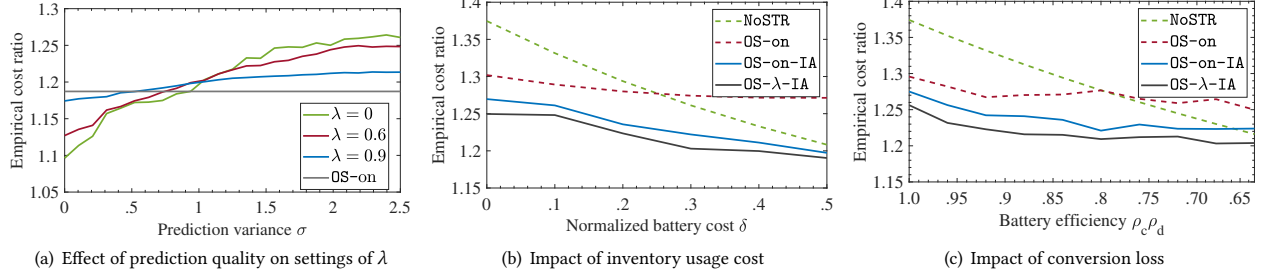 1.3
1.25
1.2
1.15
1.1
1.05
Empirical cost ratio
λ = 0
λ = 0.6
λ = 0.9
OS-on
0 .5 1 1.5 2 2.5
Prediction variance σ
(a) Effect of prediction quality on settings of λ
1.4
1.35
1.3
1.25
1.2
1.15
Empirical cost ratio
NoSTR
OS-on
OS-on-IA
OS-λ-IA
0 .1 .2 .3 .4 .5
Normalized battery cost δ
(b) Impact of inventory usage cost
1.4
1.35
1.3
1.25
1.2
1.15
Empirical cost ratio
NoSTR
OS-on
OS-on-IA
OS-λ-IA
1.0 .95 .90 .85 .80 .75 .70 .65
Battery efficiency ρcρd
(c) Impact of conversion loss